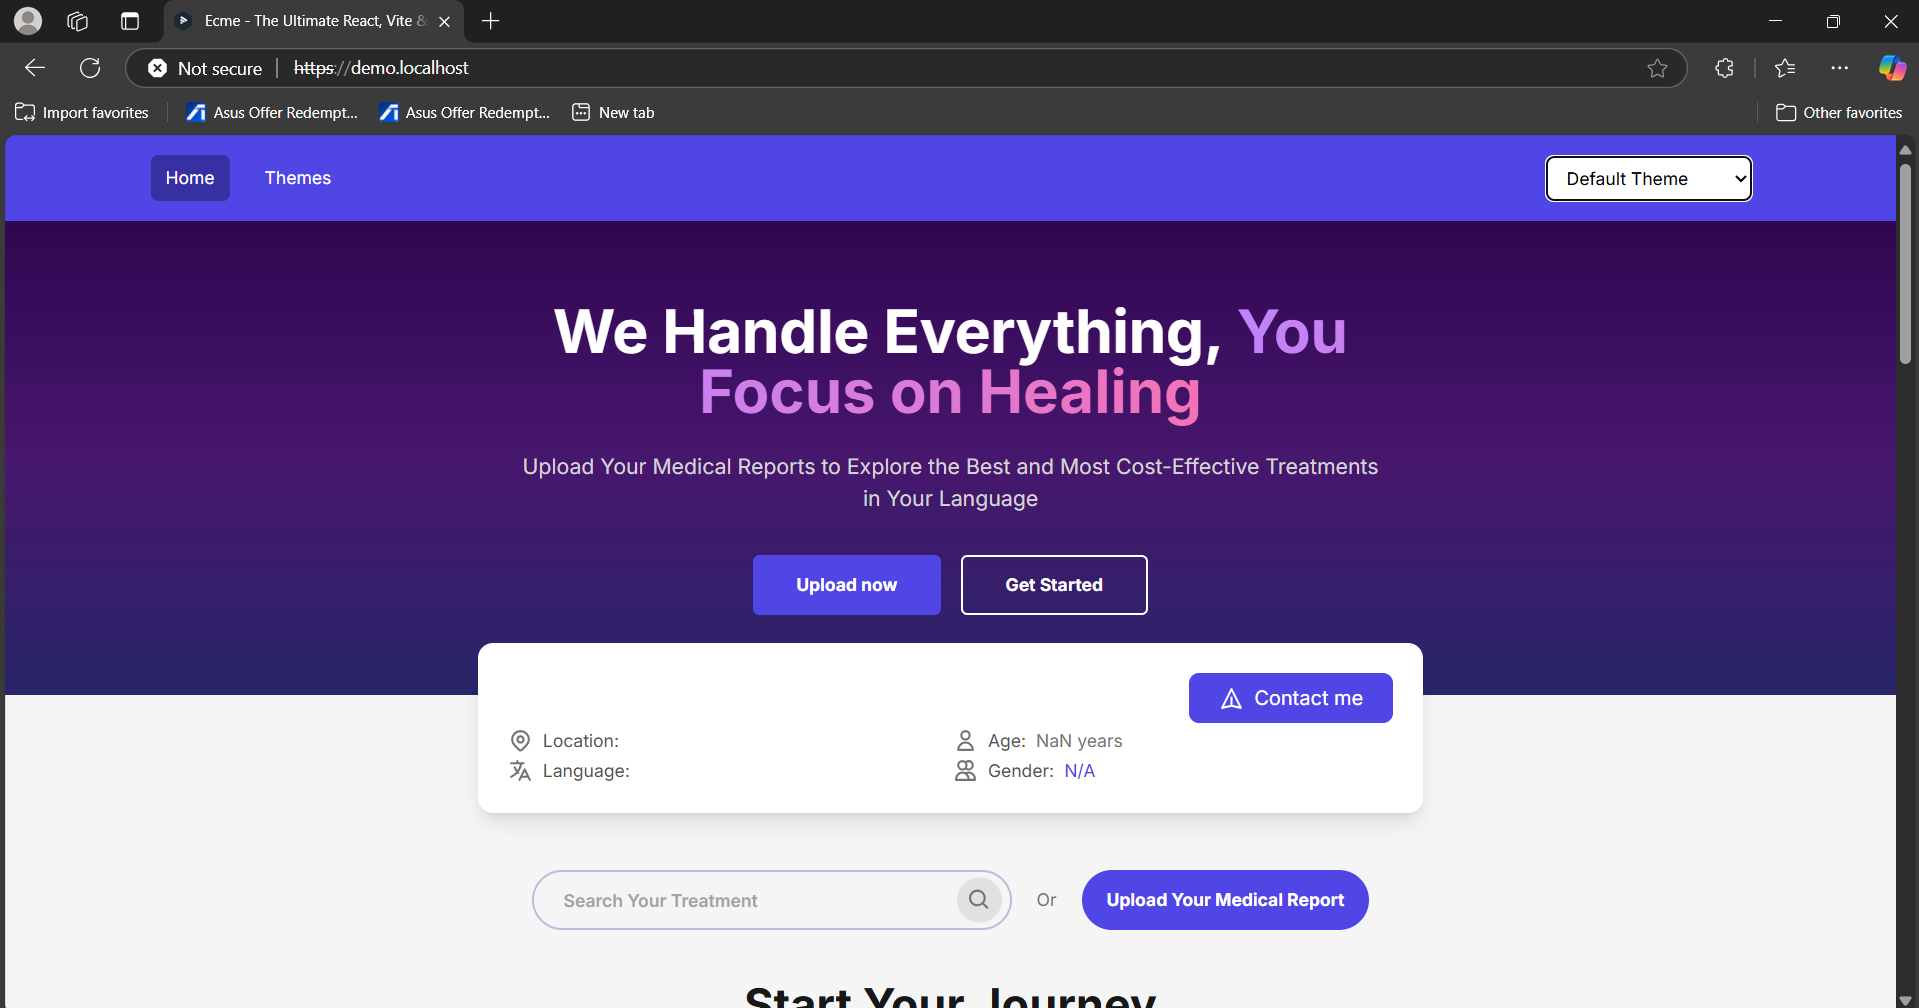 Ecme - The Ultimate React, Vite &
Not secure https://demo.localhost
Import favorites Asus Offer Redempt... Asus Offer Redempt... New tab Other favorites
Home Themes Default Theme
We Handle Everything, You
Focus on Healing
Upload Your Medical Reports to Explore the Best and Most Cost-Effective Treatments
in Your Language
Upload now Get Started
Contact me
Location: Age: NaN years
Language: Gender: N/A
Search Your Treatment Or Upload Your Medical Report
Start Your Journey